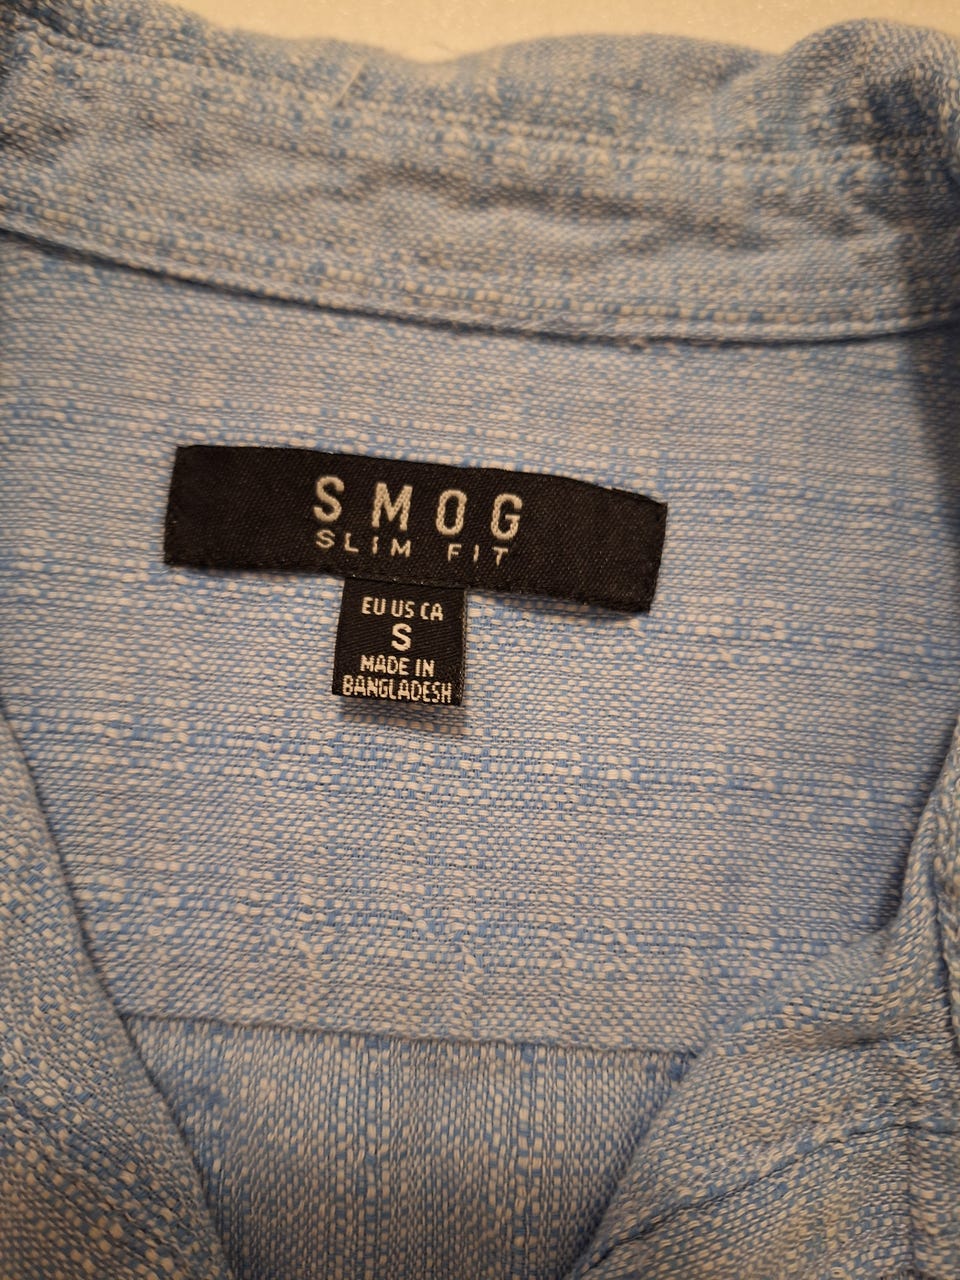 SMOG
SLIM FIT
EU US CA
S
MADE IN
BANGLADESH